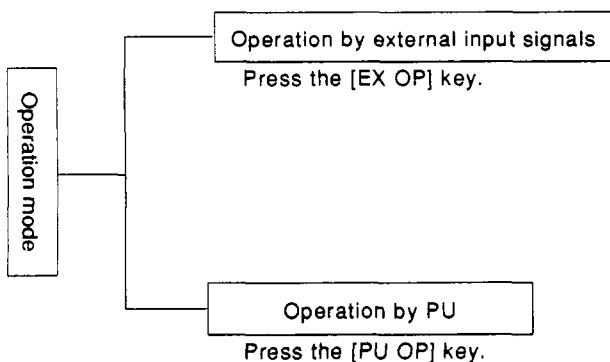 Operation mode
Operation by external input signals
Press the [EX OP] key.
Operation by PU
Press the [PU OP] key.